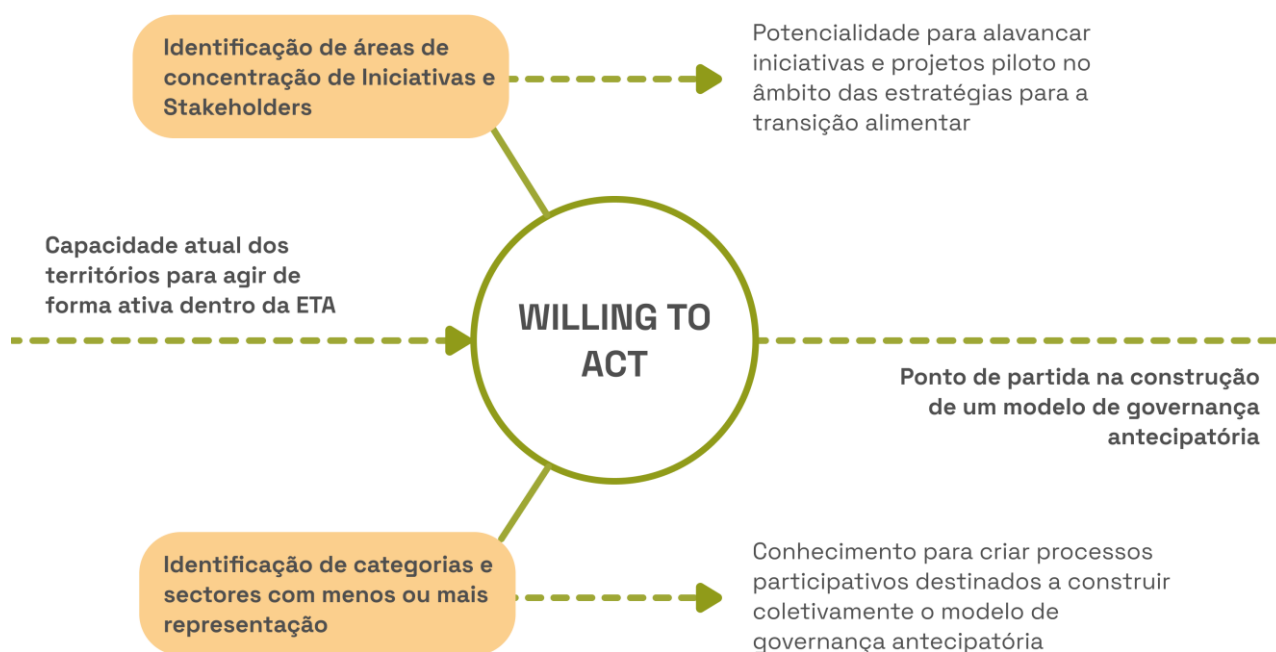 Identificação de áreas de
concentração de Iniciativas e
Stakeholders
Potencialidade para alavancar
iniciativas e projetos piloto no
âmbito das estratégias para a
transição alimentar
Capacidade atual dos
territórios para agir de
forma ativa dentro da ETA
WILLING TO
ACT
Ponto de partida na construção
de um modelo de governança
antecipatória
Identificação de categorias e
sectores com menos ou mais
representação
Conhecimento para criar processos
participativos destinados a construir
coletivamente o modelo de
governança antecipatória